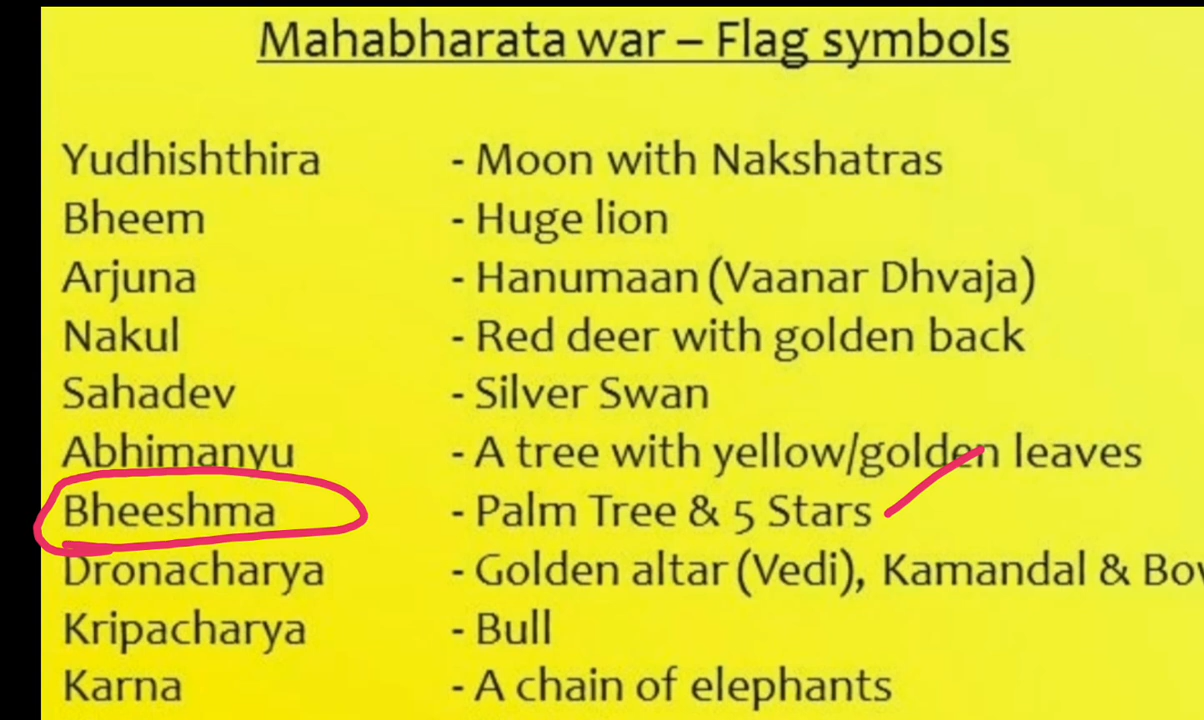 Mahabharata war – Flag symbols
Yudhishthira - Moon with Nakshatras
Bheem - Huge lion
Arjuna - Hanumaan (Vaanar Dhvaja)
Nakul - Red deer with golden back
Sahadev - Silver Swan
Abhimanyu - A tree with yellow/golden leaves
Bheeshma - Palm Tree & 5 Stars
Dronacharya - Golden altar (Vedi), Kamandal &
Kripacharya - Bull
Karna - A chain of elephants